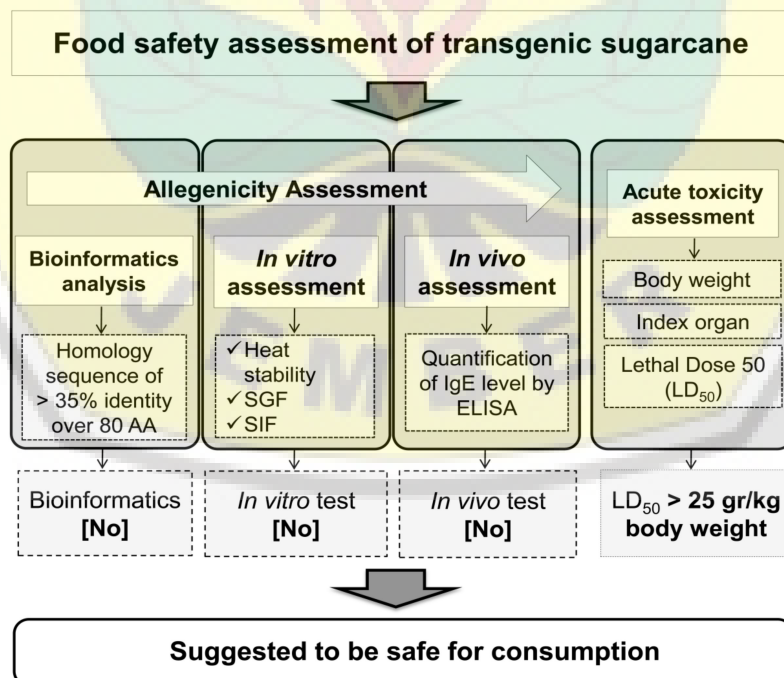 Food safety assessment of transgenic sugarcane
Allegenicity Assessment
Bioinformatics
analysis
Homology
sequence of
> 35% identity
over 80 AA
Bioinformatics
[No]
In vitro
assessment
✓Heat
stability
✓SGF
✓SIF
In vitro test
[No]
In vivo
assessment
Quantification
of IgE level by
ELISA
In vivo test
[No]
Acute toxicity
assessment
Body weight
Index organ
Lethal Dose 50
(LD50)
LD50 > 25 gr/kg
body weight
Suggested to be safe for consumption
JEMBER